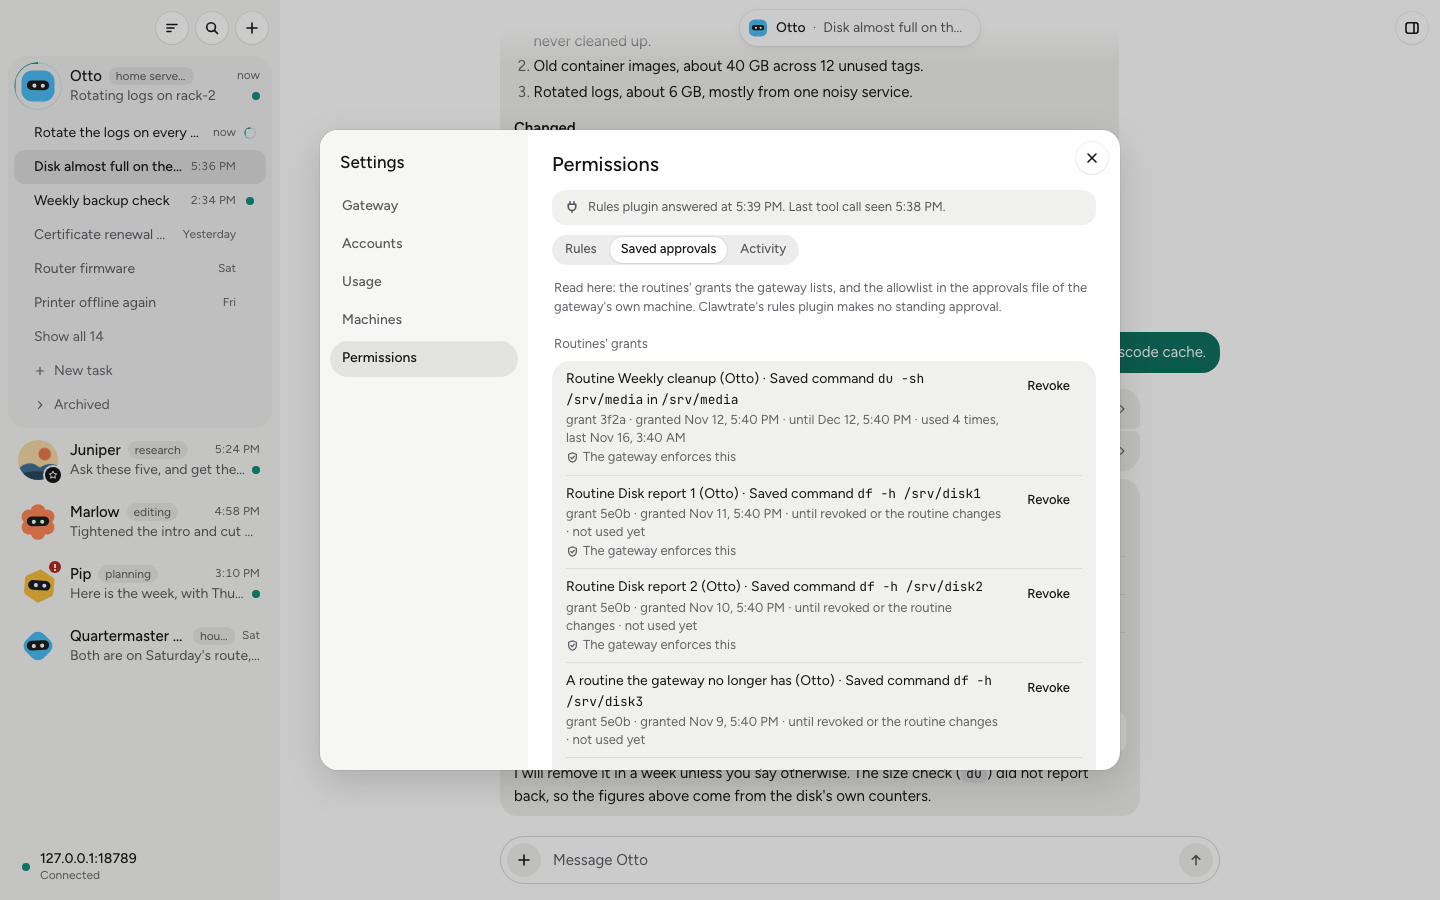 Otto
home serve...
now
Rotating logs on rack-2
Rotate the logs on every ...
now
Disk almost full on the...
5:36 PM
Weekly backup check
2:34 PM
Certificate renewal ...
Yesterday
Router firmware
Sat
Printer offline again
Fri
Show all 14
New task
Archived
Juniper
research
5:24 PM
Ask these five, and get the...
Marlow
editing
4:58 PM
Tightened the intro and cut ...
Pip
planning
3:10 PM
Here is the week, with Thu...
Quartermaster ...
hou...
Sat
Both are on Saturday's route,...
127.0.0.1:18789
Connected
Otto · Disk almost full on th...
never cleaned up.
2. Old container images, about 40 GB across 12 unused tags.
3. Rotated logs, about 6 GB, mostly from one noisy service.
Changed
scode cache.
Settings
Gateway
Accounts
Usage
Machines
Permissions
Permissions
Rules plugin answered at 5:39 PM. Last tool call seen 5:38 PM.
Rules
Saved approvals
Activity
Read here: the routines' grants the gateway lists, and the allowlist in the approvals file of the
gateway's own machine. Clawtrate's rules plugin makes no standing approval.
Routines' grants
Routine Weekly cleanup (Otto) · Saved command du -sh
/srv/media in /srv/media
grant 3f2a · granted Nov 12, 5:40 PM · until Dec 12, 5:40 PM · used 4 times,
last Nov 16, 3:40 AM
The gateway enforces this
Revoke
Routine Disk report 1 (Otto) · Saved command df -h /srv/disk1
grant 5e0b · granted Nov 11, 5:40 PM · until revoked or the routine changes
· not used yet
The gateway enforces this
Revoke
Routine Disk report 2 (Otto) · Saved command df -h /srv/disk2
grant 5e0b · granted Nov 10, 5:40 PM · until revoked or the routine
changes · not used yet
The gateway enforces this
Revoke
A routine the gateway no longer has (Otto) · Saved command df -h
/srv/disk3
grant 5e0b · granted Nov 9, 5:40 PM · until revoked or the routine changes
· not used yet
Revoke
I will remove it in a week unless you say otherwise. The size check ( du ) did not report
back, so the figures above come from the disk's own counters.
Message Otto